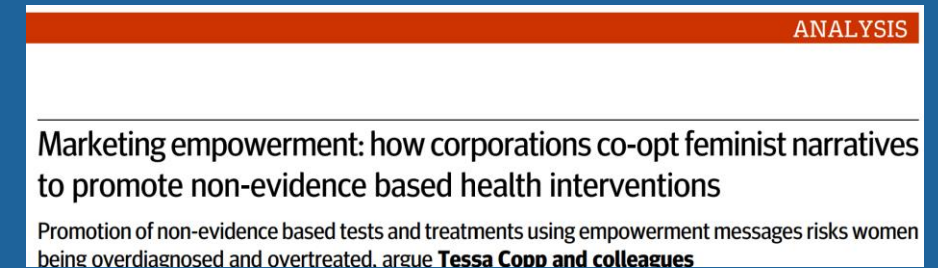 ANALYSIS
Marketing empowerment: how corporations co-opt feminist narratives
to promote non-evidence based health interventions
Promotion of non-evidence based tests and treatments using empowerment messages risks women
being overdiagnosed and overtreated, argue Tessa Copp and colleagues